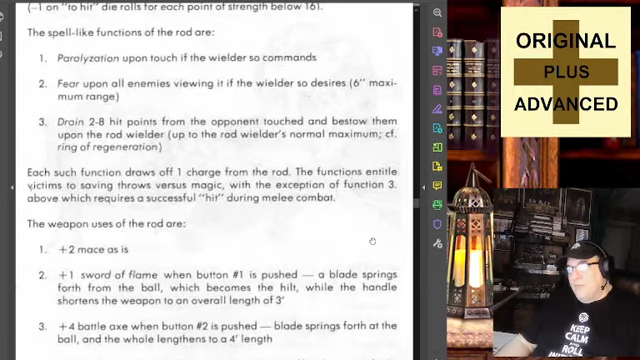 (−1 on "to hit" die rolls for each point of strength below 16).
The spell-like functions of the rod are:
1. Paralyzation upon touch if the wielder so commands
2. Fear upon all enemies viewing it if the wielder so desires (6" maxi-
mum range)
3. Drain 2-8 hit points from the opponent touched and bestow them
upon the rod wielder (up to the rod wielder's normal maximum; cf.
ring of regeneration)
Each such function draws off 1 charge from the rod. The functions entitle
victims to saving throws versus magic, with the exception of function 3.
above which requires a successful "hit" during melee combat.
The weapon uses of the rod are:
1. +2 mace as is
2. +1 sword of flame when button #1 is pushed — a blade springs
forth from the ball, which becomes the hilt, while the handle
shortens the weapon to an overall length of 3'
3. +4 battle axe when button #2 is pushed — blade springs forth at the
ball, and the whole lengthens to a 4' length
ORIGINAL
PLUS
ADVANCED
KEEP
CALM
AND
ROLL